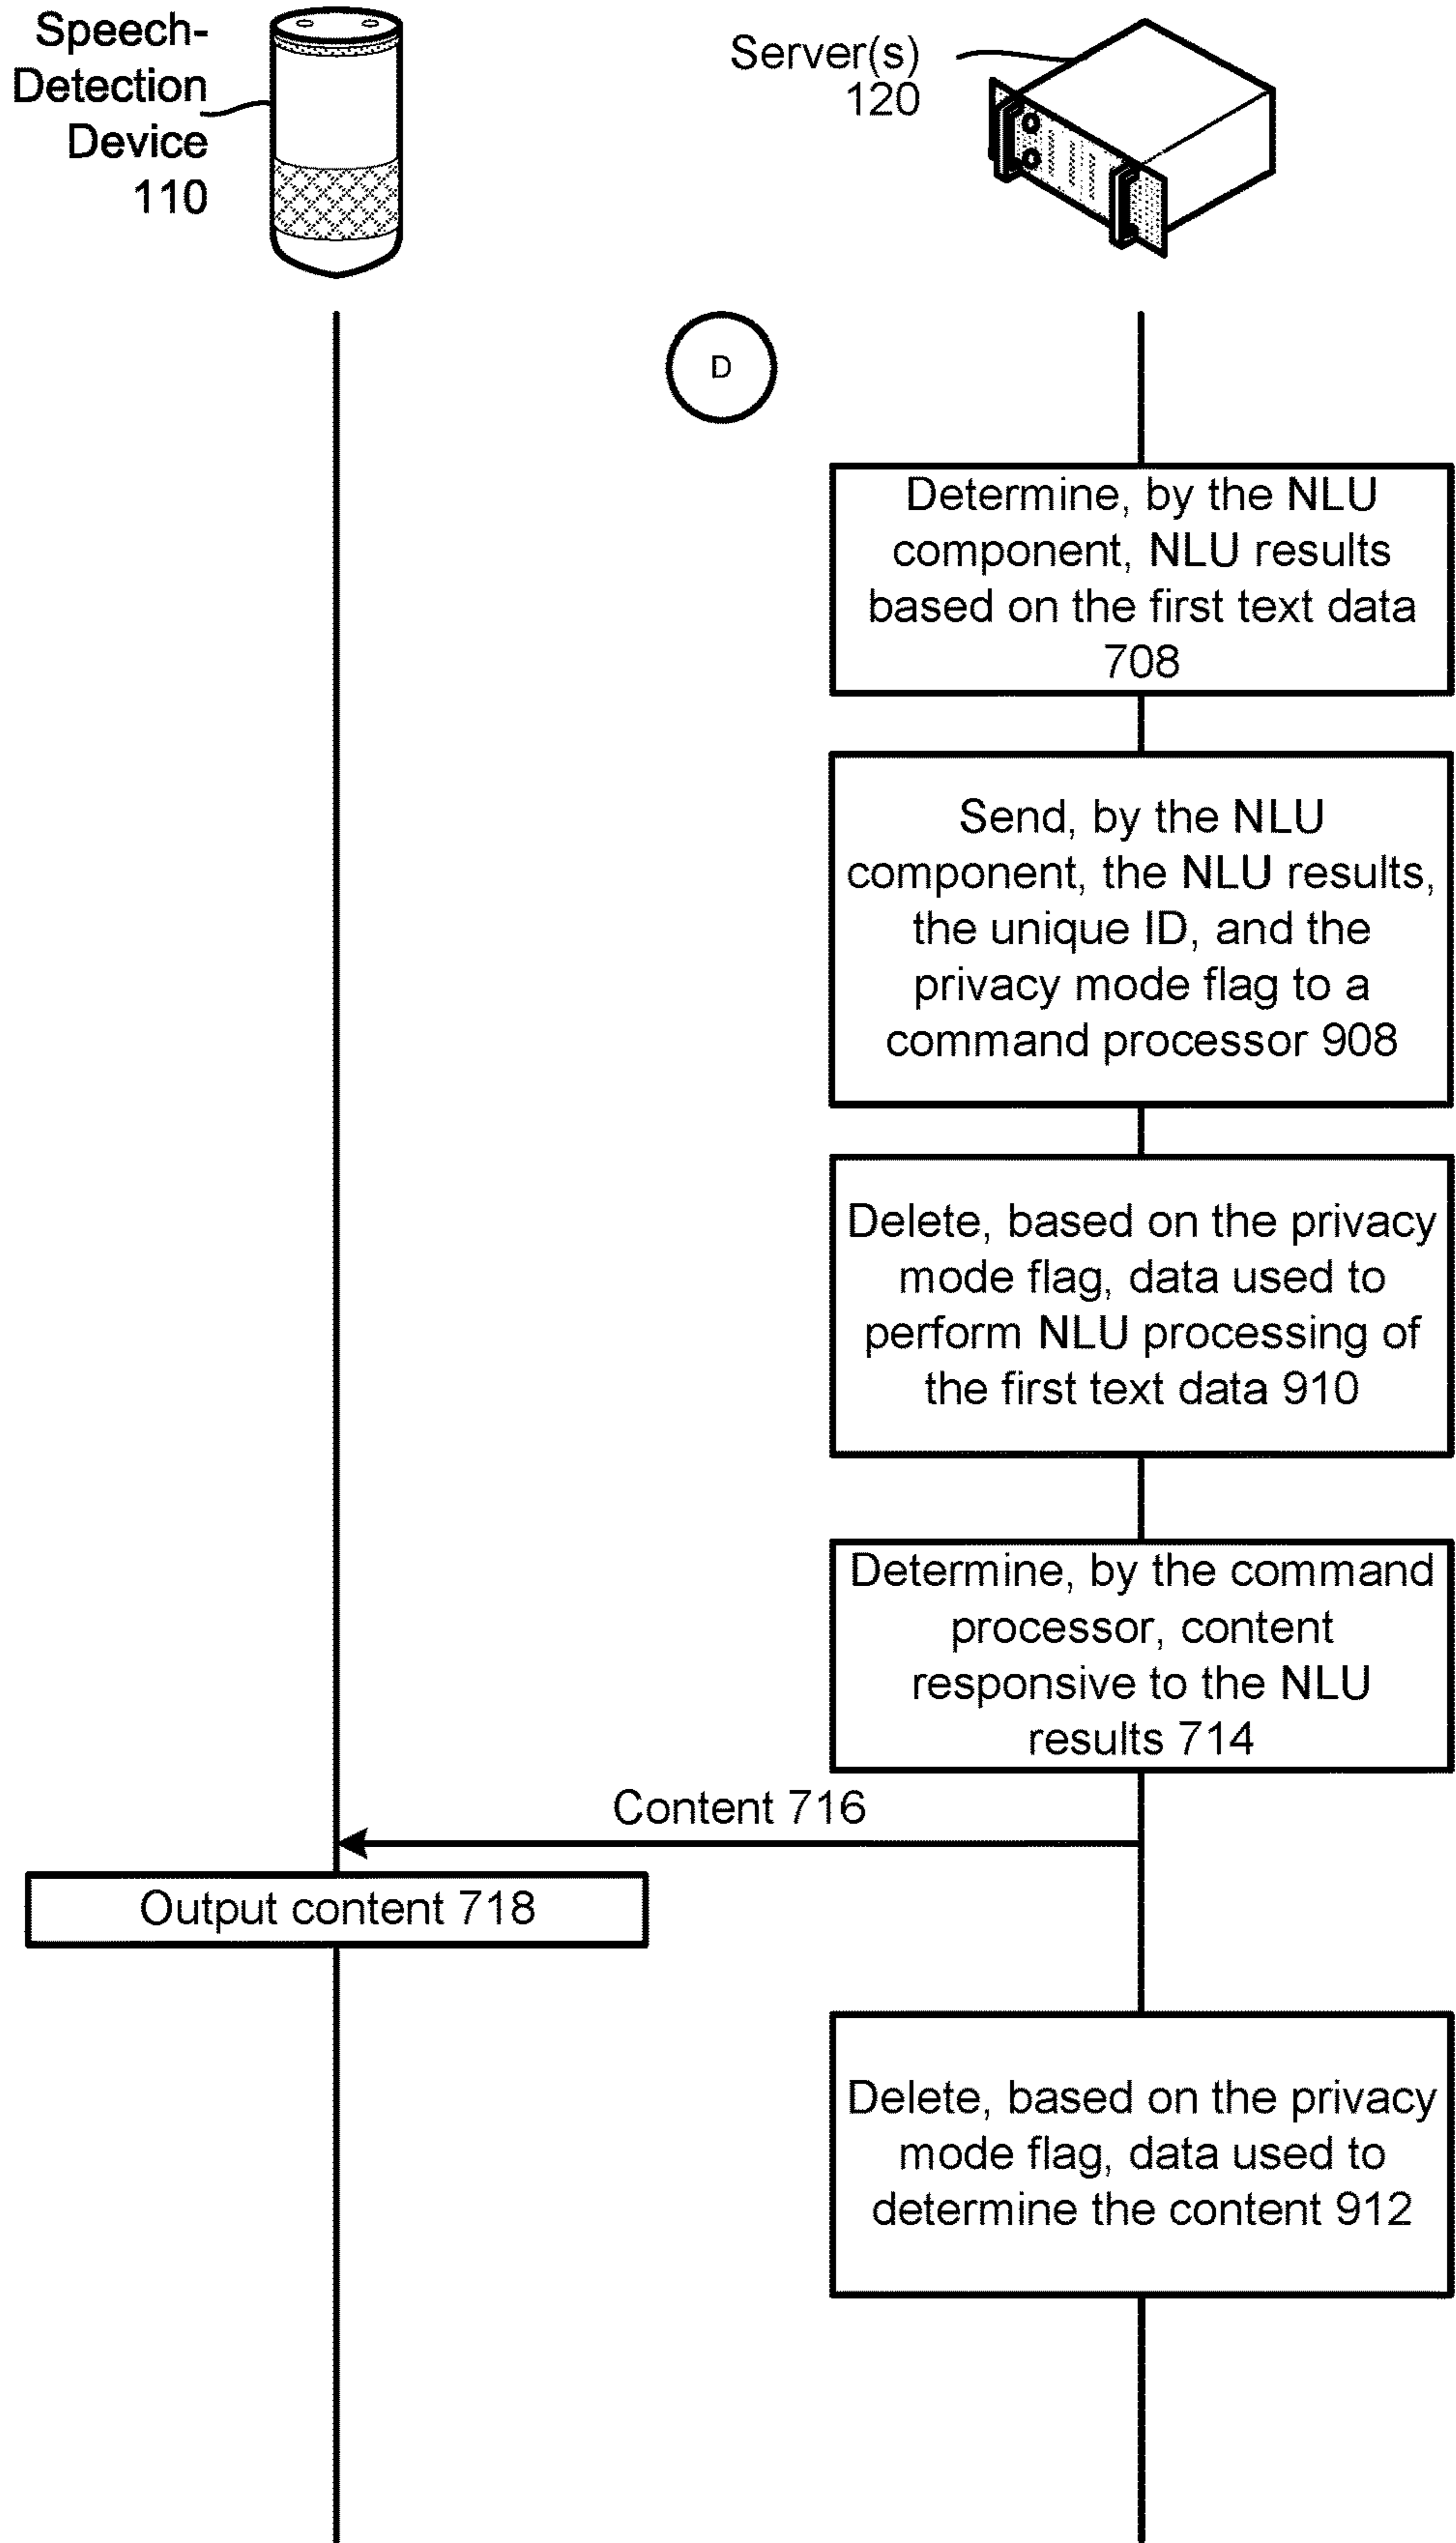 Speech-
Detection
Device
110
Server(s)
120
D
Determine, by the NLU
component, NLU results
based on the first text data
708
Send, by the NLU
component, the NLU results,
the unique ID, and the
privacy mode flag to a
command processor 908
Delete, based on the privacy
mode flag, data used to
perform NLU processing of
the first text data 910
Determine, by the command
processor, content
responsive to the NLU
results 714
Content 716
Output content 718
Delete, based on the privacy
mode flag, data used to
determine the content 912